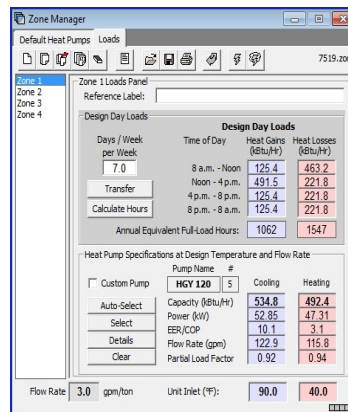 Zone Manager
Default Heat Pumps Loads
7519.zon
Zone 1
Zone 2
Zone 3
Zone 4
Zone 1 Loads Panel
Reference Label:
Design Day Loads
Design Day Loads
Days / Week
per Week
7.0
Transfer
Calculate Hours
Time of Day Heat Gains (kBtu/Hr) Heat Losses (kBtu/Hr)
8 a.m. - Noon 125.4 463.2
Noon - 4 p.m. 491.5 221.8
4 p.m. - 8 p.m. 125.4 221.8
8 p.m. - 8 a.m. 125.4 221.8
Annual Equivalent Full-Load Hours: 1062 1547
Heat Pump Specifications at Design Temperature and Flow Rate
Pump Name #
Custom Pump HGY 120 5 Cooling Heating
Auto-Select
Select
Details
Clear
Capacity (kBtu/Hr) 534.8 492.4
Power (kW) 52.85 47.31
EER/COP 10.1 3.1
Flow Rate (gpm) 122.9 115.8
Partial Load Factor 0.92 0.94
Flow Rate 3.0 gpm/ton Unit Inlet (°F): 90.0 40.0